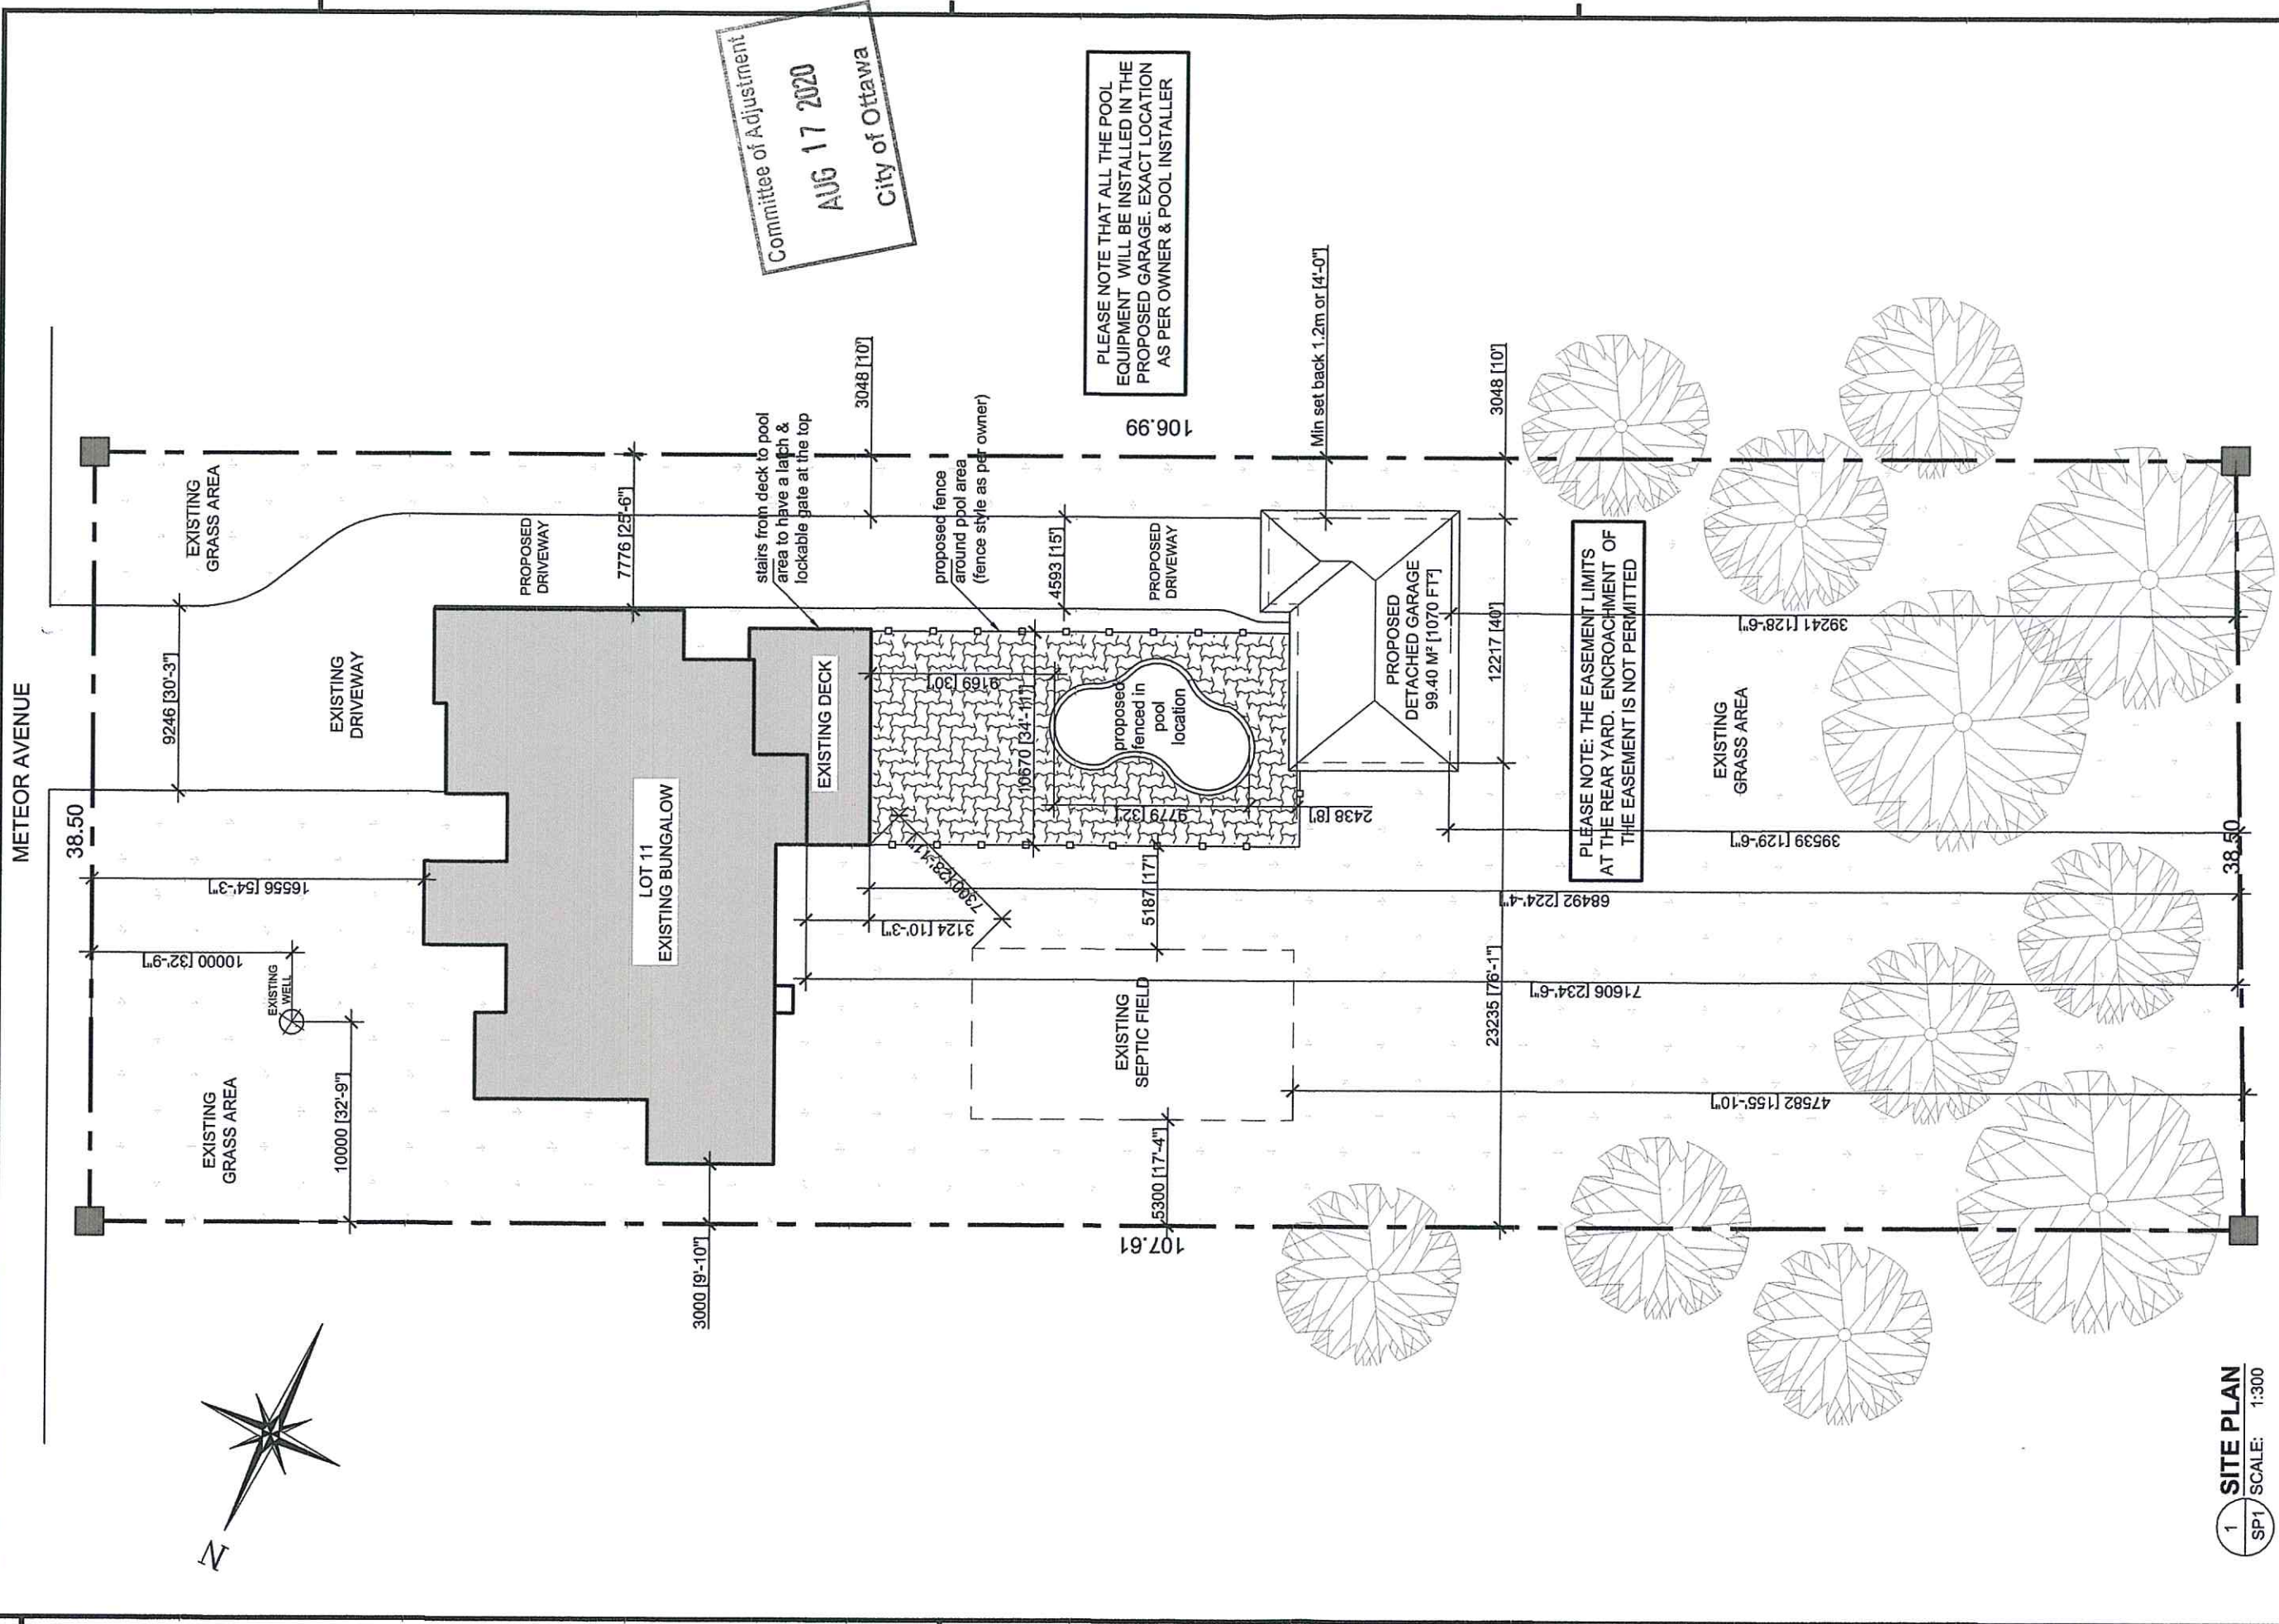 METEOR AVENUE
38.50
EXISTING
GRASS AREA
9246 [30'-3"]
EXISTING
DRIVEWAY
16556 [54'-3"]
10000 [32'-9"]
EXISTING
WELL
EXISTING
GRASS AREA
10000 [32'-9"]
N
PROPOSED
DRIVEWAY
7776 [25'-6"]
LOT 11
EXISTING BUNGALOW
3000 [9'-10"]
Committee of Adjustment
AUG 17 2020
City of Ottawa
stairs from deck to pool
area to have a latch &
lockable gate at the top
3048 [10']
EXISTING DECK
proposed fence
around pool area
(fence style as per owner)
9169 [30']
10670 [34'-11"]
4593 [15']
7300 [23'-11"]
3124 [10'-3"]
PLEASE NOTE THAT ALL THE POOL
EQUIPMENT WILL BE INSTALLED IN THE
PROPOSED GARAGE. EXACT LOCATION
AS PER OWNER & POOL INSTALLER
106.99
PROPOSED
DRIVEWAY
proposed
fenced in
pool
location
9779 [32']
2438 [8']
5187 [17']
EXISTING
SEPTIC FIELD
5300 [17'-4"]
107.61
Min set back 1.2m or [4'-0"]
PROPOSED
DETACHED GARAGE
99.40 M² [1070 FT²]
3048 [10']
12217 [40']
23235 [76'-1"]
PLEASE NOTE: THE EASEMENT LIMITS
AT THE REAR YARD. ENCROACHMENT OF
THE EASEMENT IS NOT PERMITTED
39241 [128'-6"]
EXISTING
GRASS AREA
39539 [129'-6"]
68492 [224'-4"]
71606 [234'-6"]
47582 [155'-10"]
38.50
1
SP1
SITE PLAN
SCALE: 1:300